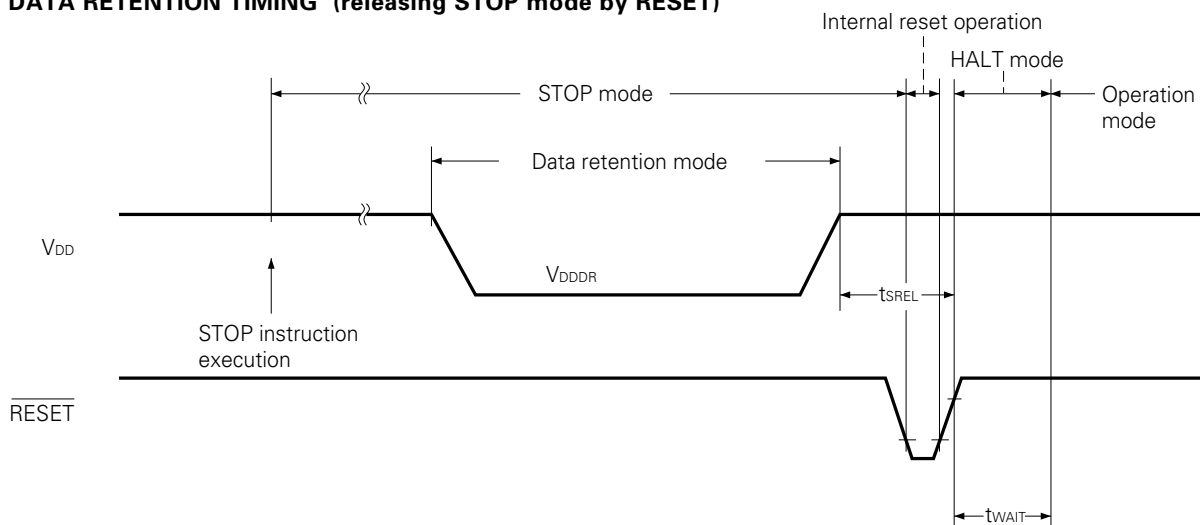 DATA RETENTION TIMING (releasing STOP mode by RESET)
Internal reset operation
HALT mode
STOP mode
Operation
mode
Data retention mode
VDD
VDDDR
tSREL
STOP instruction
execution
RESET
tWAIT